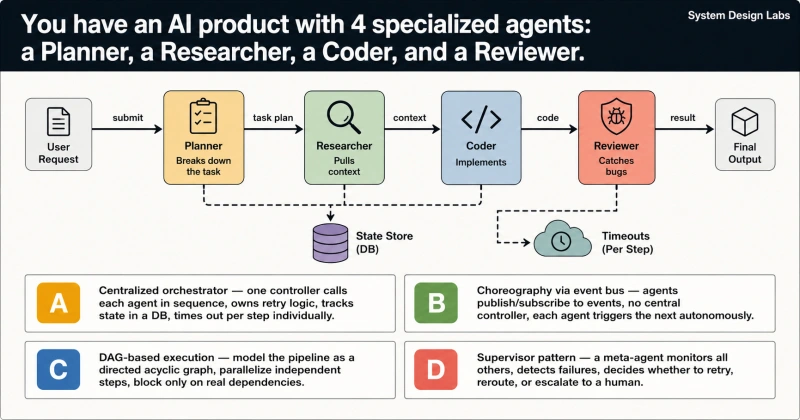 You have an AI product with 4 specialized agents:
a Planner, a Researcher, a Coder, and a Reviewer.
System Design Labs
User
Request
submit
Planner
Breaks down
the task
task plan
Researcher
Pulls
context
context
</>
Coder
Implements
code
Reviewer
Catches
bugs
result
Final
Output
State Store
(DB)
Timeouts
(Per Step)
A
Centralized orchestrator — one controller calls
each agent in sequence, owns retry logic, tracks
state in a DB, times out per step individually.
B
Choreography via event bus — agents
publish/subscribe to events, no central
controller, each agent triggers the next autonomously.
C
DAG-based execution — model the pipeline as a
directed acyclic graph, parallelize independent
steps, block only on real dependencies.
D
Supervisor pattern — a meta-agent monitors all
others, detects failures, decides whether to retry,
reroute, or escalate to a human.